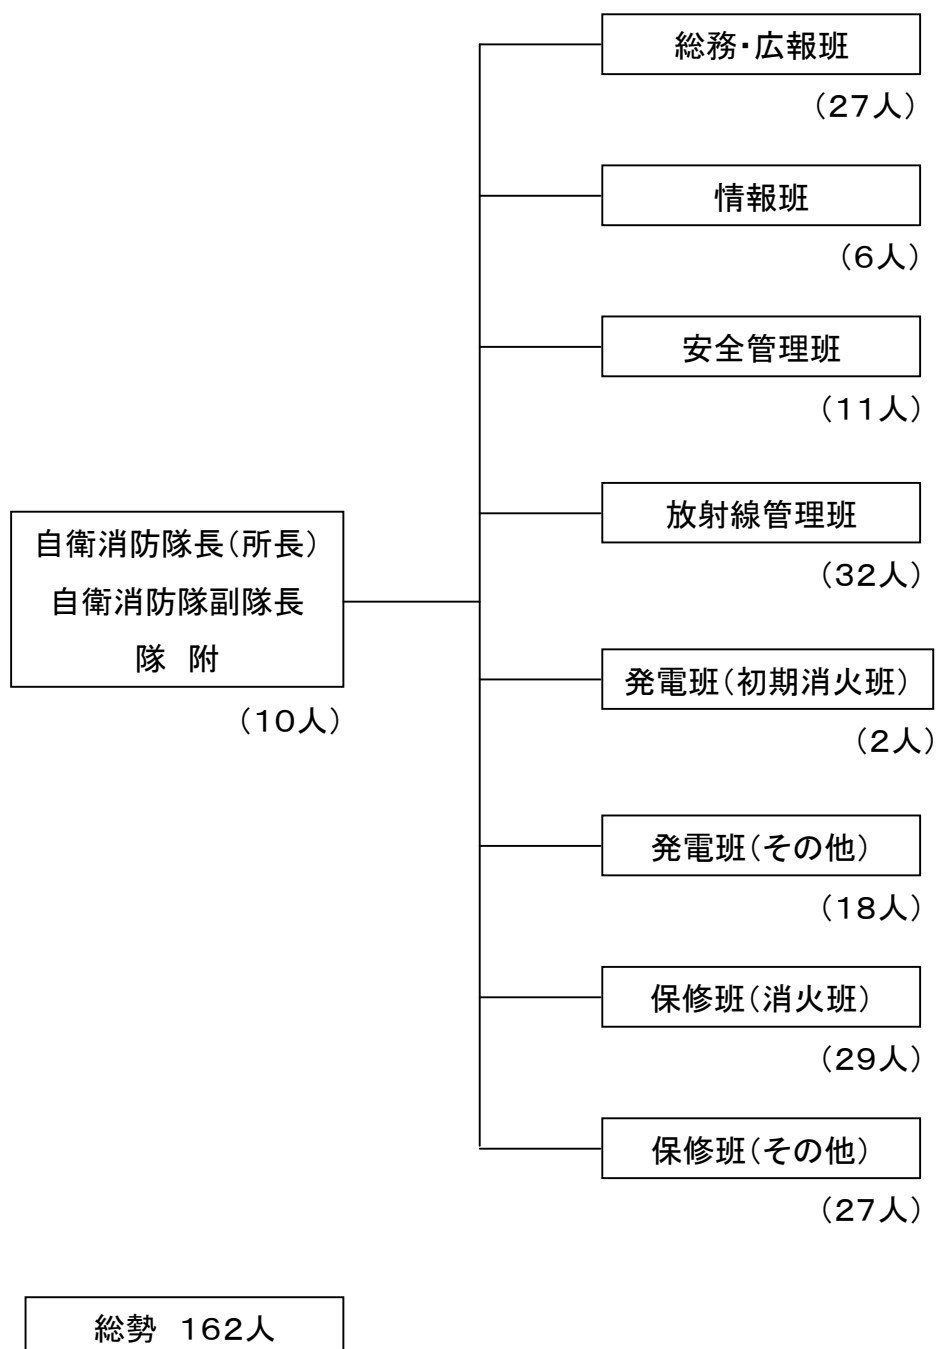 総務・広報班
（２７人）
情報班
（６人）
安全管理班
（１１人）
放射線管理班
（３２人）
自衛消防隊長（所長）
自衛消防隊副隊長
隊　附
（１０人）
発電班（初期消火班）
（２人）
発電班（その他）
（１８人）
保修班（消火班）
（２９人）
保修班（その他）
（２７人）
総勢　１６２人